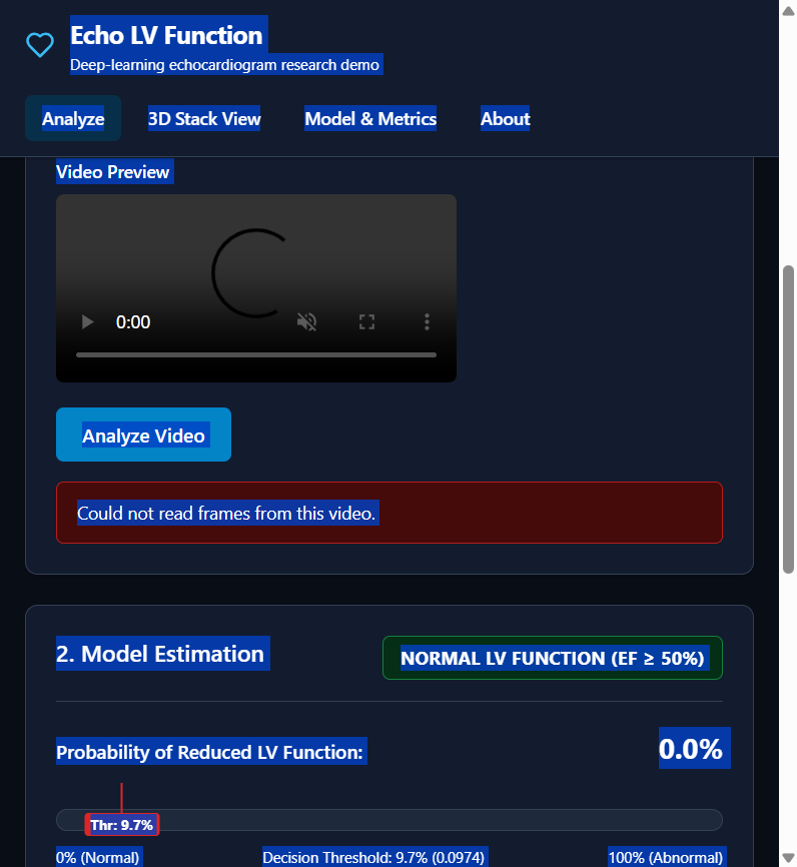 Echo LV Function
Deep-learning echocardiogram research demo
Analyze 3D Stack View Model & Metrics About
Video Preview
0:00
Analyze Video
Could not read frames from this video.
2. Model Estimation
NORMAL LV FUNCTION (EF ≥ 50%)
Probability of Reduced LV Function:
0.0%
Thr: 9.7%
0% (Normal) Decision Threshold: 9.7% (0.0974) 100% (Abnormal)